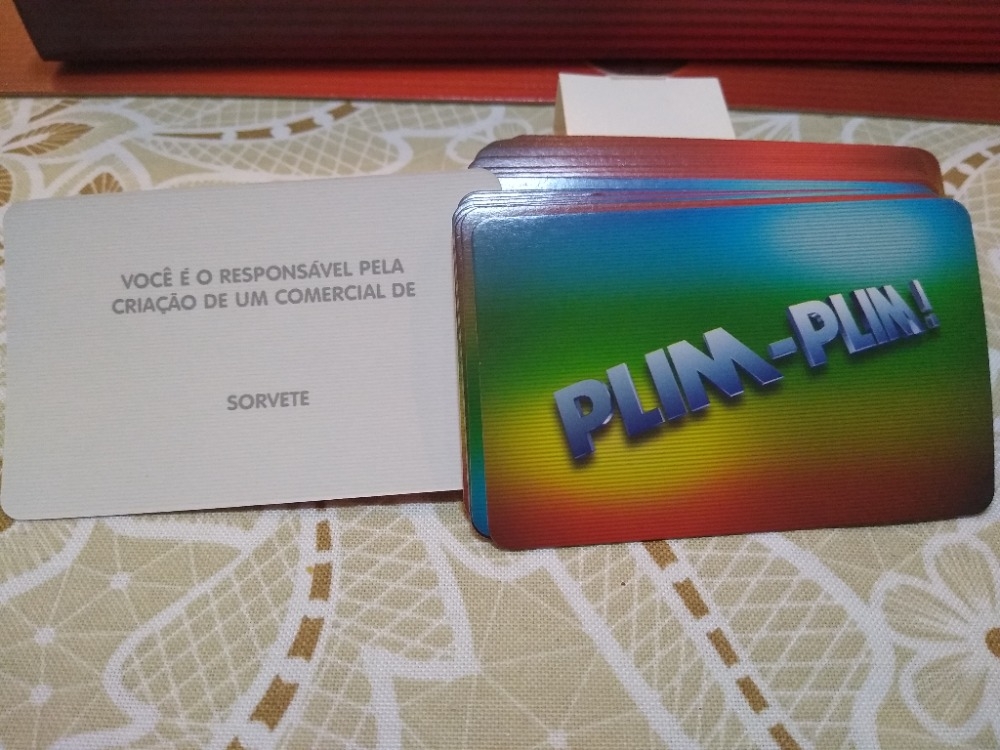 VOCÊ É O RESPONSÁVEL PELA
CRIAÇÃO DE UM COMERCIAL DE
SORVETE
PLIM-PLIM!